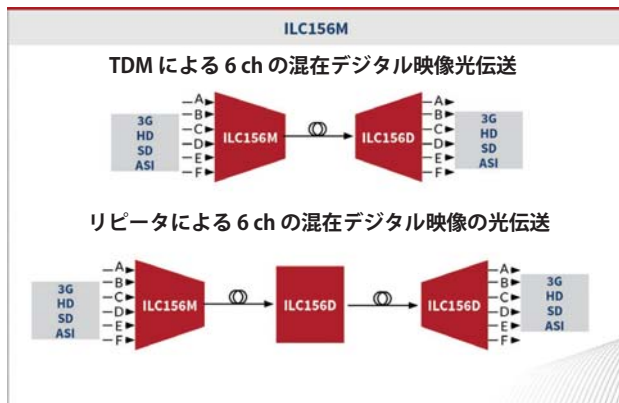 ILC156M
TDM による 6 ch の混在デジタル映像光伝送
3G
HD
SD
ASI
A
B
C
D
E
F
ILC156M
ILC156D
A
B
C
D
E
F
3G
HD
SD
ASI
リピータによる 6 ch の混在デジタル映像の光伝送
3G
HD
SD
ASI
A
B
C
D
E
F
ILC156M
ILC156D
ILC156D
A
B
C
D
E
F
3G
HD
SD
ASI